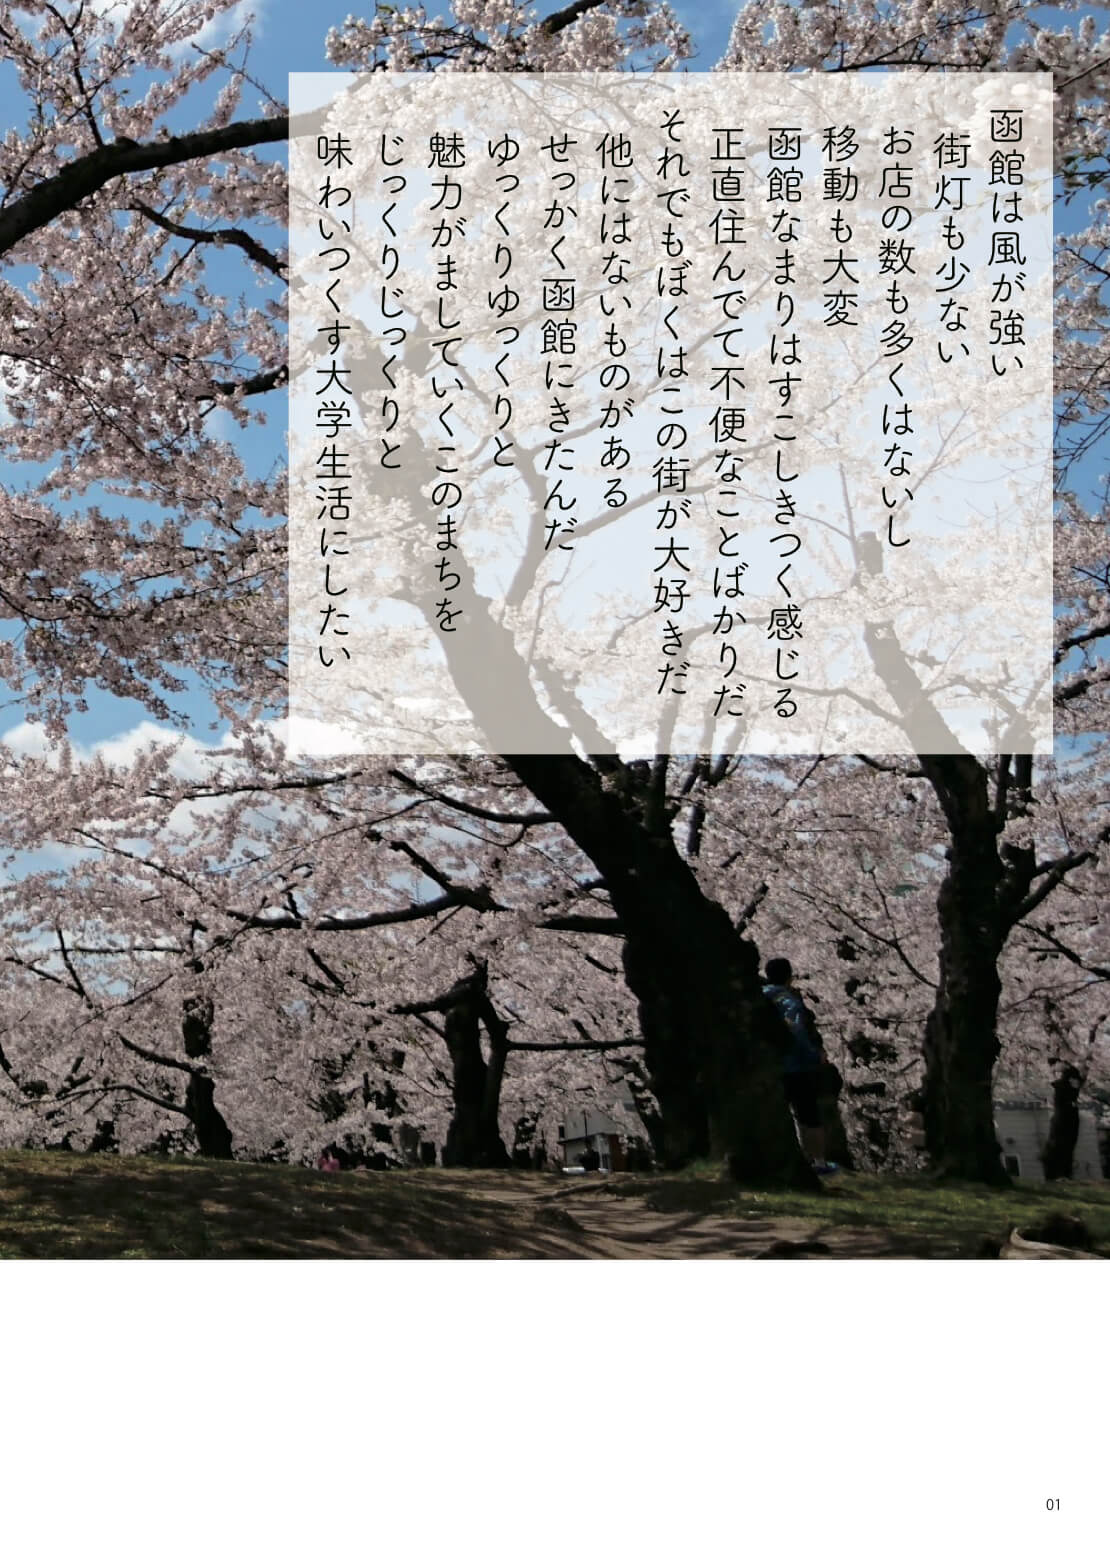 函館は風が強い
街灯も少ない
お店の数も多くはないし
移動も大変
函館なまりはすこしきつく感じる
正直住んでて不便なことばかりだ
それでもぼくはこの街が大好きだ
他にはないものがある
せっかく函館にきたんだ
ゆっくりゆっくりと
魅力がましていくこのまちを
じっくりじっくりと
味わいつくす大学生活にしたい
01